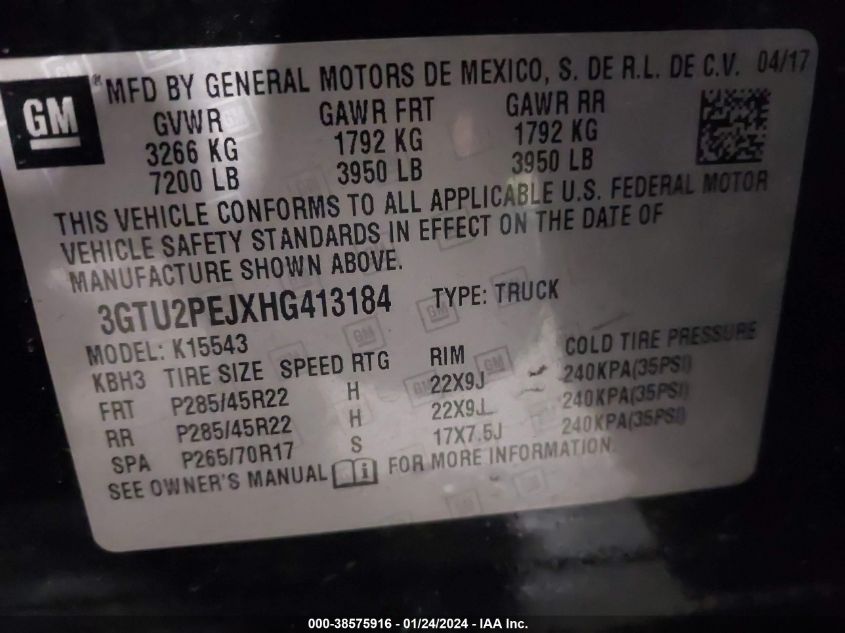 GM
® MFD BY GENERAL MOTORS DE MEXICO, S. DE R.L. DE C.V. 04/17
GVWR GAWR FRT GAWR RR
3266 KG 1792 KG 1792 KG
7200 LB 3950 LB 3950 LB
THIS VEHICLE CONFORMS TO ALL APPLICABLE U.S. FEDERAL MOTOR
VEHICLE SAFETY STANDARDS IN EFFECT ON THE DATE OF
MANUFACTURE SHOWN ABOVE.
3GTU2PEJXHG413184 TYPE: TRUCK
MODEL: K15543
KBH3 TIRE SIZE SPEED RTG RIM COLD TIRE PRESSURE
FRT P285/45R22 H 22X9J 240KPA(35PSI)
RR P285/45R22 H 22X9J 240KPA(35PSI)
SPA P265/70R17 S 17X7.5J 240KPA(35PSI)
SEE OWNER'S MANUAL FOR MORE INFORMATION.
000-38575916 - 01/24/2024 - IAA Inc.